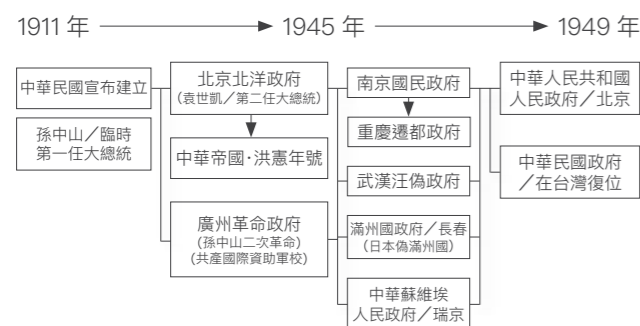 1911 年
1945 年
1949 年
中華民國宣布建立
孫中山／臨時
第一任大總統
北京北洋政府
(袁世凱／第二任大總統)
中華帝國·洪憲年號
廣州革命政府
(孫中山二次革命)
(共產國際資助軍校)
南京國民政府
重慶遷都政府
武漢汪偽政府
滿州國政府／長春
(日本偽滿州國)
中華蘇維埃
人民政府／瑞京
中華人民共和國
人民政府／北京
中華民國政府
／在台灣復位